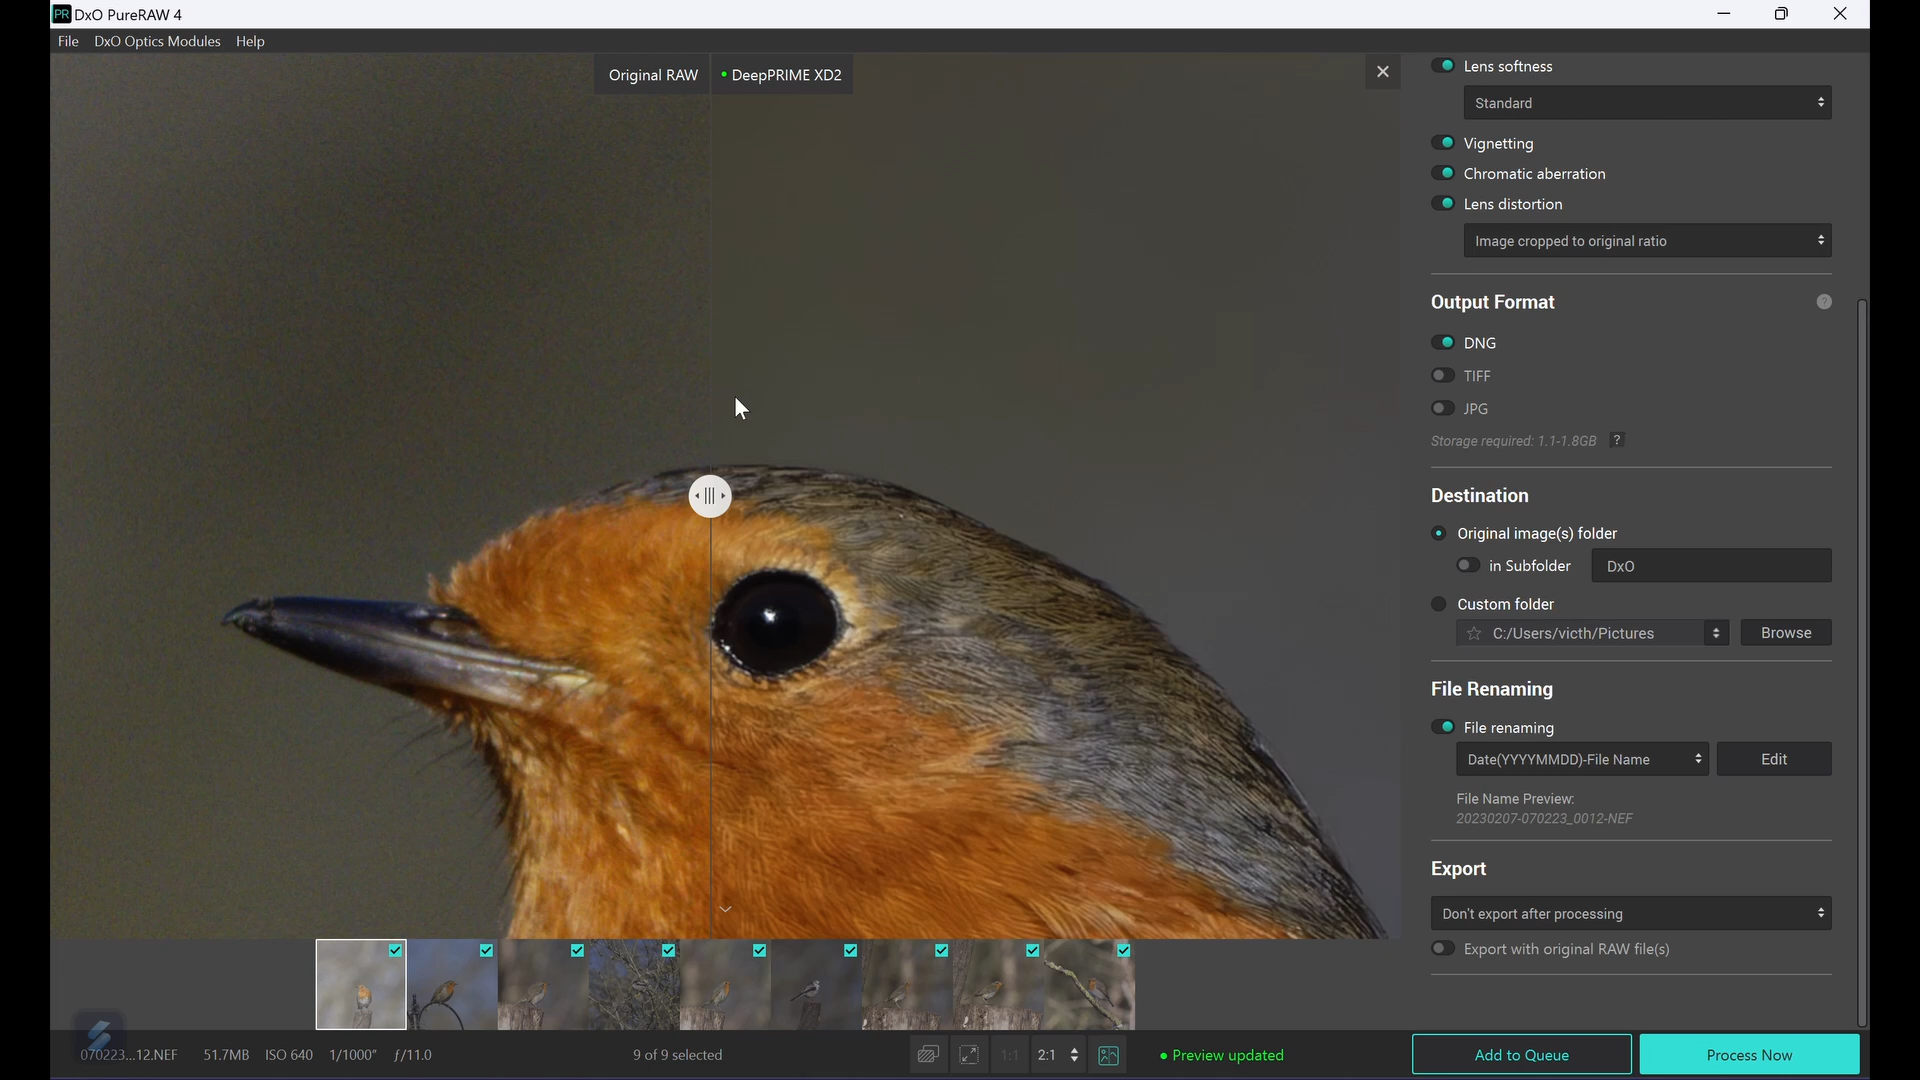 PR DxO PureRAW 4
File DxO Optics Modules Help
Original RAW DeepPRIME XD2
Lens softness
Standard
Vignetting
Chromatic aberration
Lens distortion
Image cropped to original ratio
Output Format ?
DNG
TIFF
JPG
Storage required: 1.1-1.8GB ?
Destination
Original image(s) folder
in Subfolder DxO
Custom folder
C:/Users/victh/Pictures Browse
File Renaming
File renaming
Date(YYYYMMDD)-File Name Edit
File Name Preview:
20230207-070223_0012-NEF
Export
Don't export after processing
Export with original RAW file(s)
070223...12.NEF 51.7MB ISO 640 1/1000" ƒ/11.0 9 of 9 selected 1:1 2:1 Preview updated Add to Queue Process Now